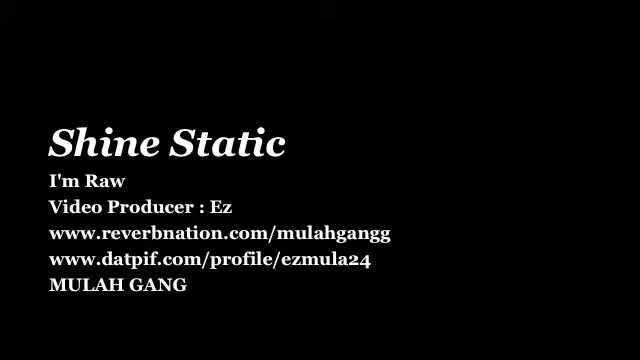 Shine Static
I'm Raw
Video Producer : Ez
www.reverbnation.com/mulahgangg
www.datpif.com/profile/ezmula24
MULAH GANG